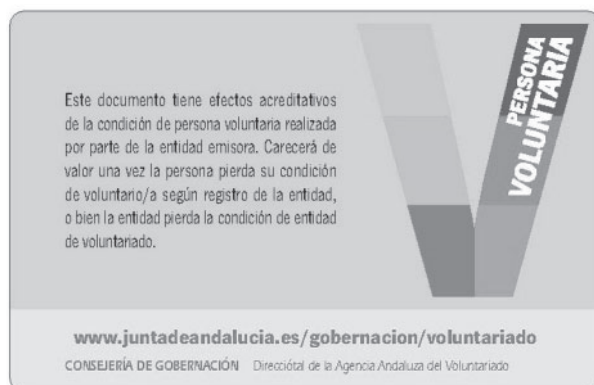 Este documento tiene efectos acreditativos
de la condición de persona voluntaria realizada
por parte de la entidad emisora. Carecerá de
valor una vez la persona pierda su condición
de voluntario/a según registro de la entidad,
o bien la entidad pierda la condición de entidad
de voluntariado.
PERSONA
VOLUNTARIA
www.juntadeandalucia.es/gobernacion/voluntariado
CONSEJERÍA DE GOBERNACIÓN Direcciótal de la Agencia Andaluza del Voluntariado